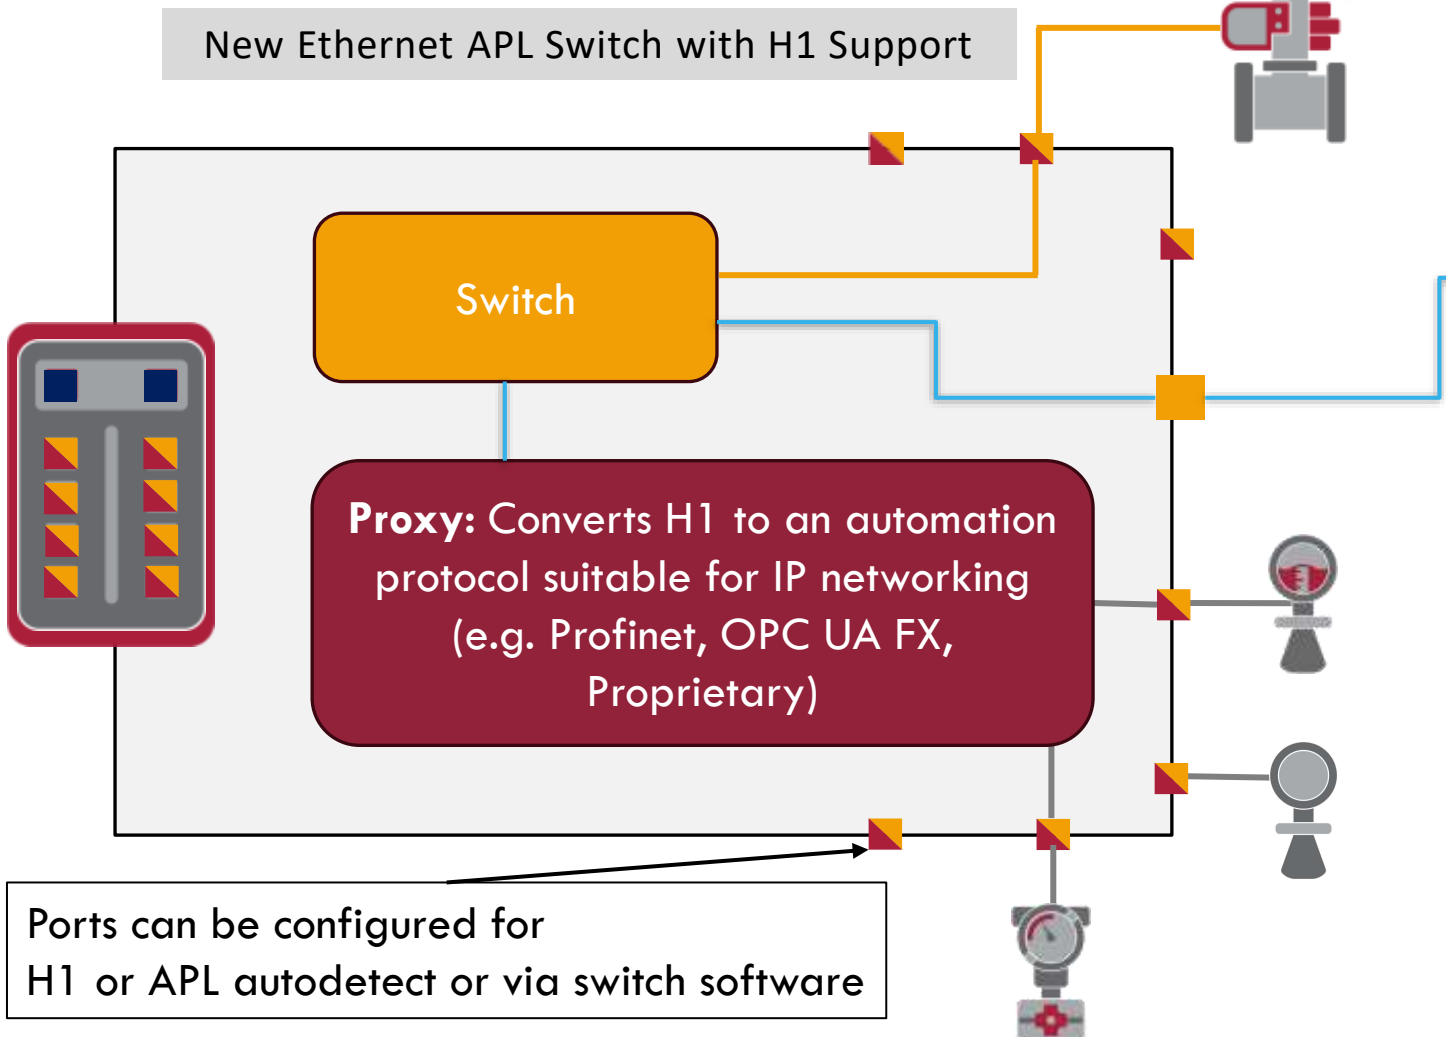 New Ethernet APL Switch with H1 Support
Switch
Proxy: Converts H1 to an automation
protocol suitable for IP networking
(e.g. Profinet, OPC UA FX,
Proprietary)
Ports can be configured for
H1 or APL autodetect or via switch software